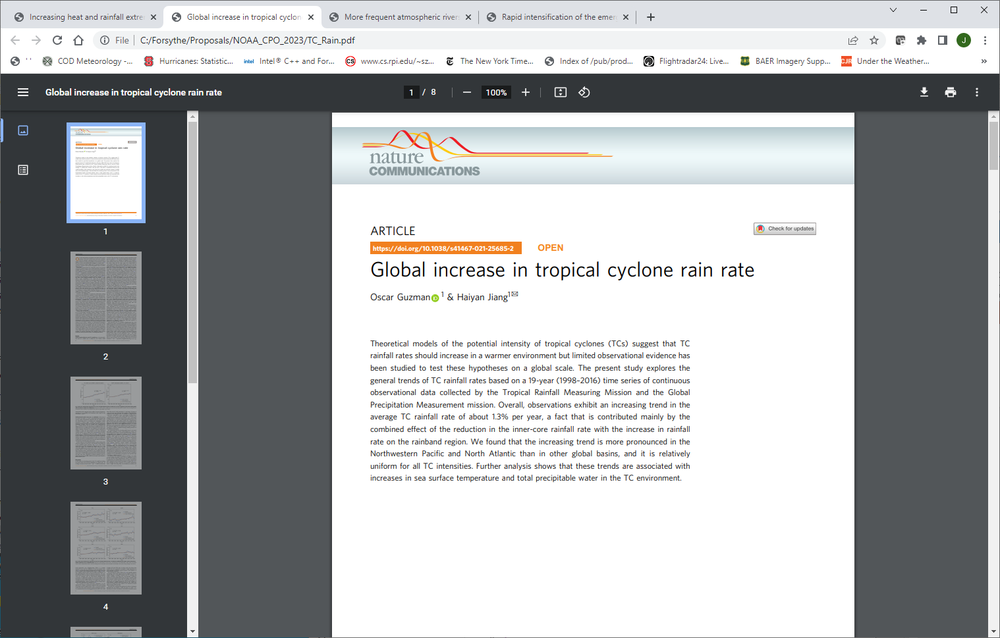 Increasing heat and rainfall extre
Global increase in tropical cyclon
More frequent atmospheric rivers
Rapid intensification of the emer
File
C:/Forsythe/Proposals/NOAA_CPO_2023/TC_Rain.pdf
J
' '
COD Meteorology -...
Hurricanes: Statistic...
intel
Intel® C++ and For...
CS
www.cs.rpi.edu/~sz...
The New York Time...
Index of /pub/prod...
Flightradar24: Live...
BAER Imagery Supp...
CJR
Under the Weather...
»
Global increase in tropical cyclone rain rate
1 / 8
100%
1
2
3
4
nature
COMMUNICATIONS
ARTICLE
Check for updates
https://doi.org/10.1038/s41467-021-25685-2
OPEN
Global increase in tropical cyclone rain rate
Oscar Guzman 1 & Haiyan Jiang1
Theoretical models of the potential intensity of tropical cyclones (TCs) suggest that TC
rainfall rates should increase in a warmer environment but limited observational evidence has
been studied to test these hypotheses on a global scale. The present study explores the
general trends of TC rainfall rates based on a 19-year (1998–2016) time series of continuous
observational data collected by the Tropical Rainfall Measuring Mission and the Global
Precipitation Measurement mission. Overall, observations exhibit an increasing trend in the
average TC rainfall rate of about 1.3% per year, a fact that is contributed mainly by the
combined effect of the reduction in the inner-core rainfall rate with the increase in rainfall
rate on the rainband region. We found that the increasing trend is more pronounced in the
Northwestern Pacific and North Atlantic than in other global basins, and it is relatively
uniform for all TC intensities. Further analysis shows that these trends are associated with
increases in sea surface temperature and total precipitable water in the TC environment.